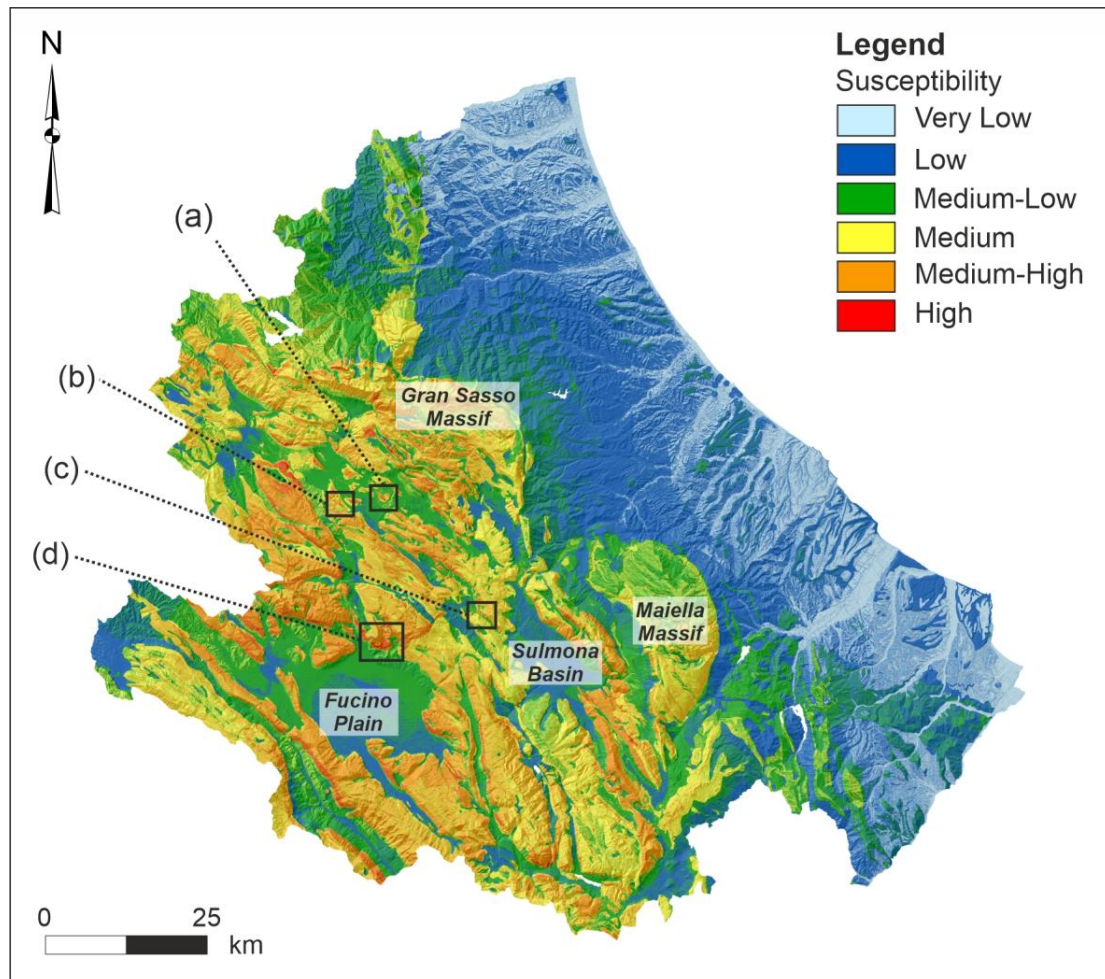 N
Legend
Susceptibility
Very Low
Low
Medium-Low
Medium
Medium-High
High
(a)
(b)
(c)
(d)
Gran Sasso
Massif
Maiella
Massif
Sulmona
Basin
Fucino
Plain
0 25
km